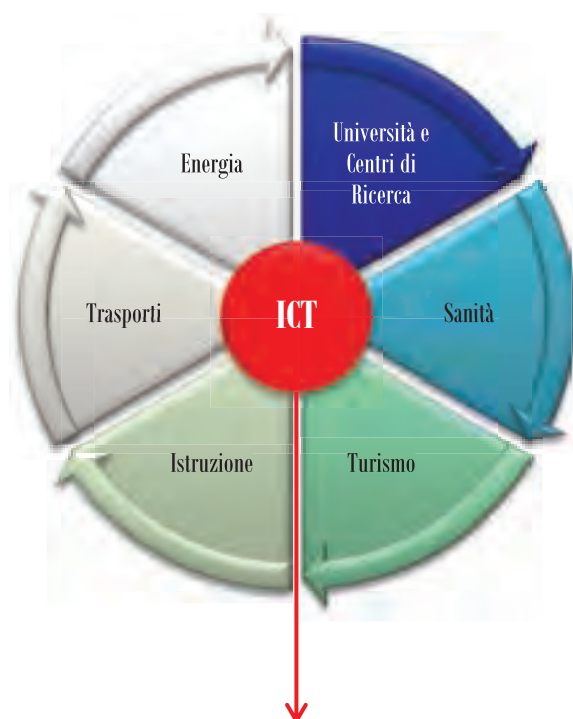 Energia
Università e
Centri di
Ricerca
Trasporti
ICT
Sanità
Istruzione
Turismo